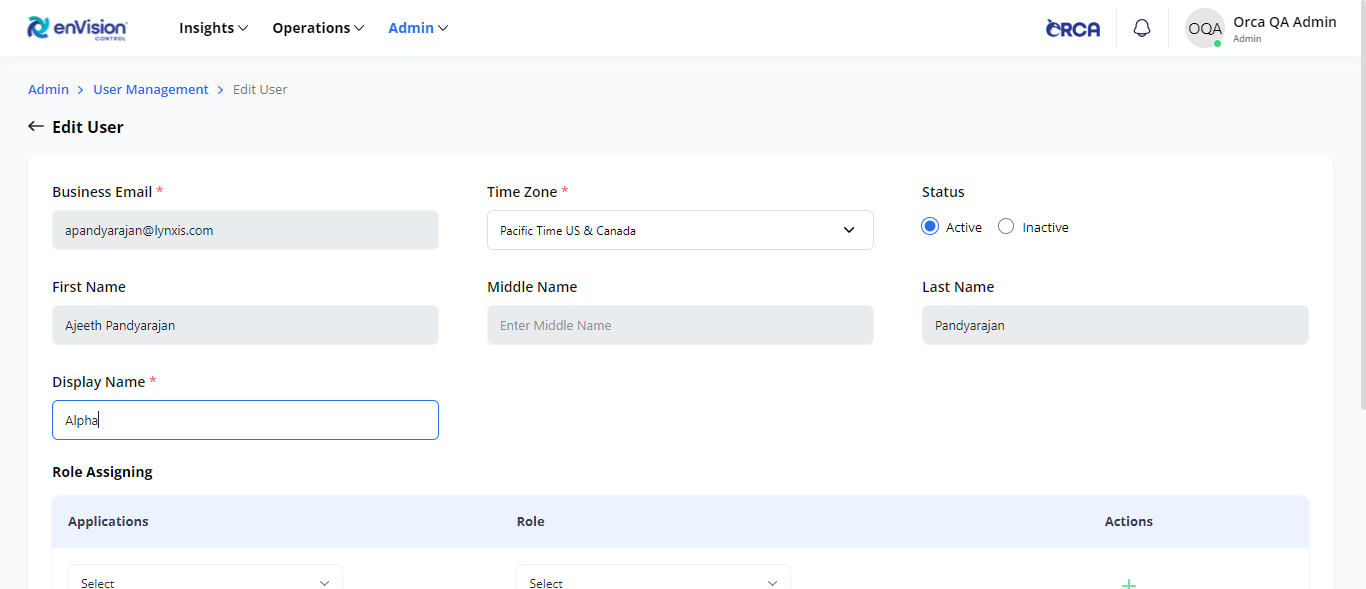 enVision
CONTROL
Insights
Operations
Admin
ORCA
OQA
Orca QA Admin
Admin
Admin > User Management > Edit User
← Edit User
Business Email *
Time Zone *
Status
apandyarajan@lynxis.com
Pacific Time US & Canada
Active
Inactive
First Name
Middle Name
Last Name
Ajeeth Pandyarajan
Enter Middle Name
Pandyarajan
Display Name *
Alpha
Role Assigning
Applications
Role
Actions
Select
Select
+